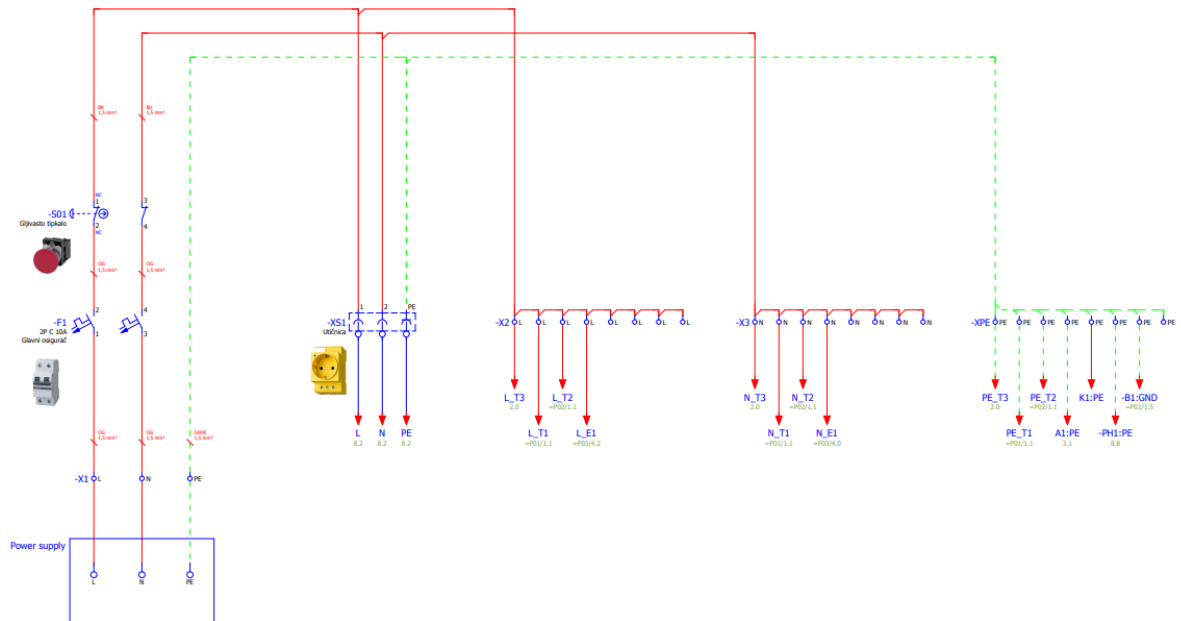 BK
1,5 mm²
BU
1,5 mm²
NC
1
3
-S01
Gljivasto tipkalo
2
4
NC
OG
1,5 mm²
OG
1,5 mm²
2
4
-F1
2P C 10A
Glavni osigurač
1
3
1
2
PE
-XS1
Utičnica
-X2
L
L
L
L
L
L
L
L
-X3
N
N
N
N
N
N
N
N
-XPE
PE
PE
PE
PE
PE
PE
PE
PE
L_T3
2.0
L_T2
=P02/1.1
N_T3
2.0
N_T2
=P02/1.1
PE_T3
2.0
PE_T2
=P02/1.1
K1:PE
-B1:GND
=P01/1.5
L
8.2
N
8.2
PE
8.2
L_T1
=P01/1.1
L_E1
=P03/4.2
N_T1
=P01/1.1
N_E1
=P03/4.0
PE_T1
=P01/1.1
A1:PE
3.1
-PH1:PE
8.8
OG
1,5 mm²
OG
1,5 mm²
GNYE
1,5 mm²
-X1
L
N
PE
Power supply
L
N
PE